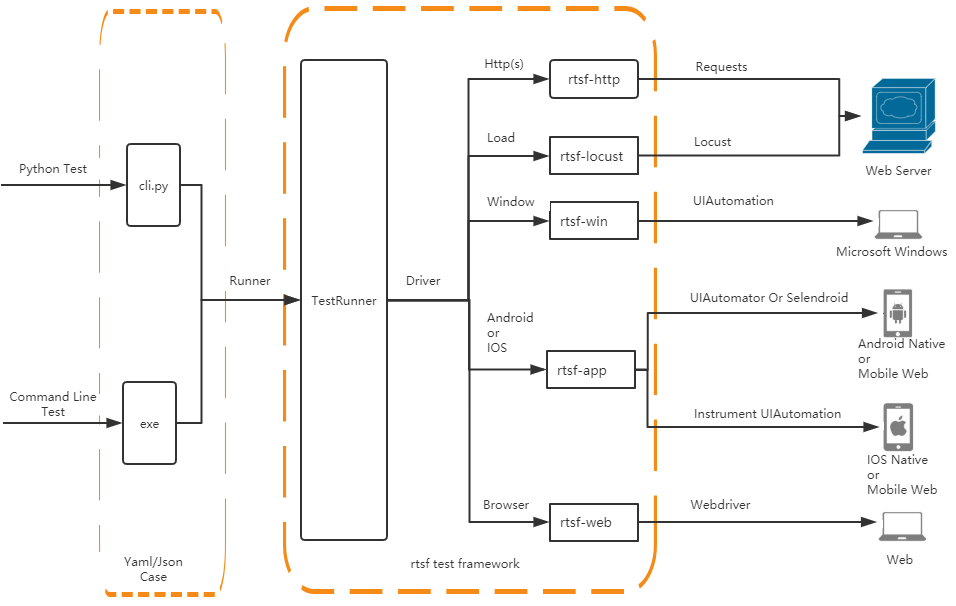 Http(s)
rtsf-http
Requests
Load
rtsf-locust
Locust
Web Server
Python Test
cli.py
Window
rtsf-win
UIAutomation
Microsoft Windows
Runner
TestRunner
Driver
UIAutomator Or Selendroid
Android
or
IOS
Android Native
or
Mobile Web
rtsf-app
Command Line
Test
exe
Instrument UIAutomation
IOS Native
or
Mobile Web
Browser
rtsf-web
Webdriver
Web
Yaml/Json
Case
rtsf test framework